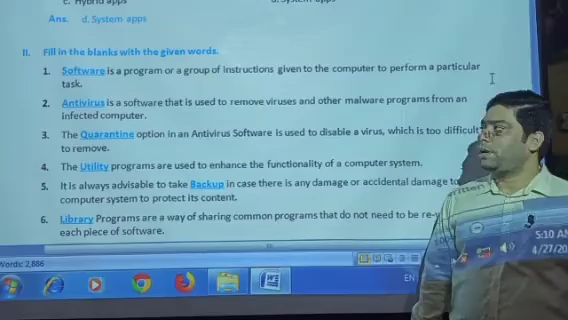 c. Hybrid apps
Ans. d. System apps
II. Fill in the blanks with the given words.
1. Software is a program or a group of instructions given to the computer to perform a particular
task.
2. Antivirus is a software that is used to remove viruses and other malware programs from an
infected computer.
3. The Quarantine option in an Antivirus Software is used to disable a virus, which is too difficult
to remove.
4. The Utility programs are used to enhance the functionality of a computer system.
5. It is always advisable to take Backup in case there is any damage or accidental damage to
computer system to protect its content.
6. Library Programs are a way of sharing common programs that do not need to be re-
each piece of software.
Words: 2,886
EN
5:10 AM
4/27/20